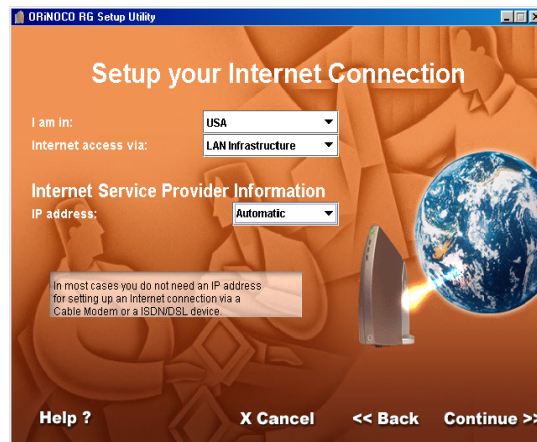 ORiNOCO RG Setup Utility
Setup your Internet Connection
I am in: USA
Internet access via: LAN Infrastructure
Internet Service Provider Information
IP address: Automatic
In most cases you do not need an IP address
for setting up an Internet connection via a
Cable Modem or a ISDN/DSL device.
Help ? X Cancel << Back Continue >>